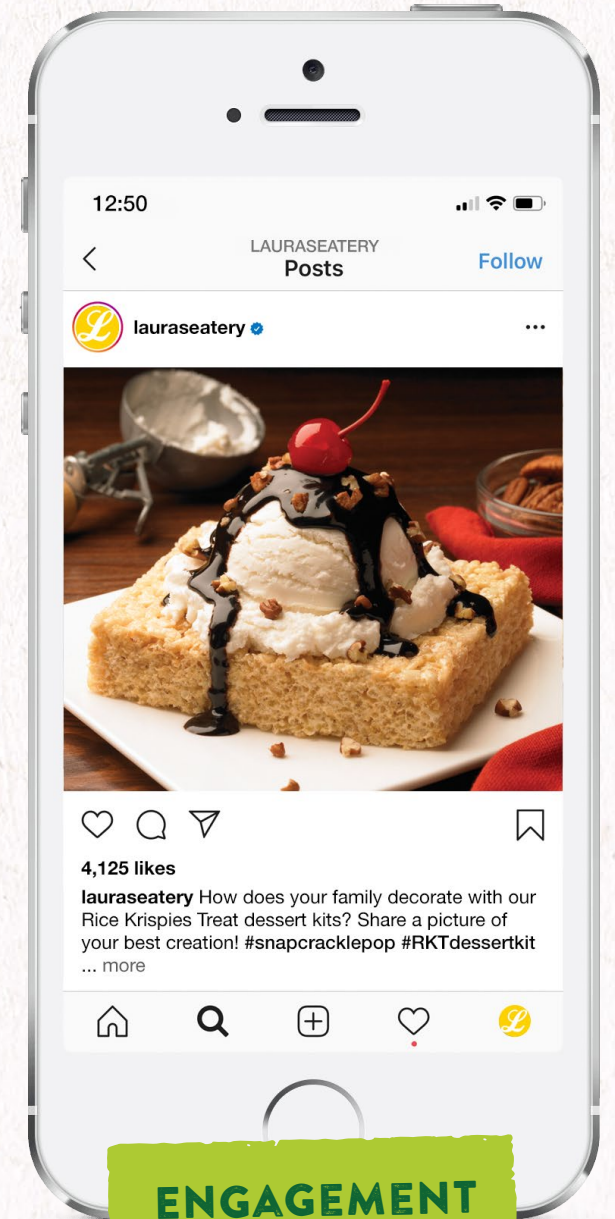 12:50
LAURASEATERY
Posts
Follow
L
lauraseatery
4,125 likes
lauraseatery How does your family decorate with our
Rice Krispies Treat dessert kits? Share a picture of
your best creation! #snapcracklepop #RKTdessertkit
... more
L
ENGAGEMENT